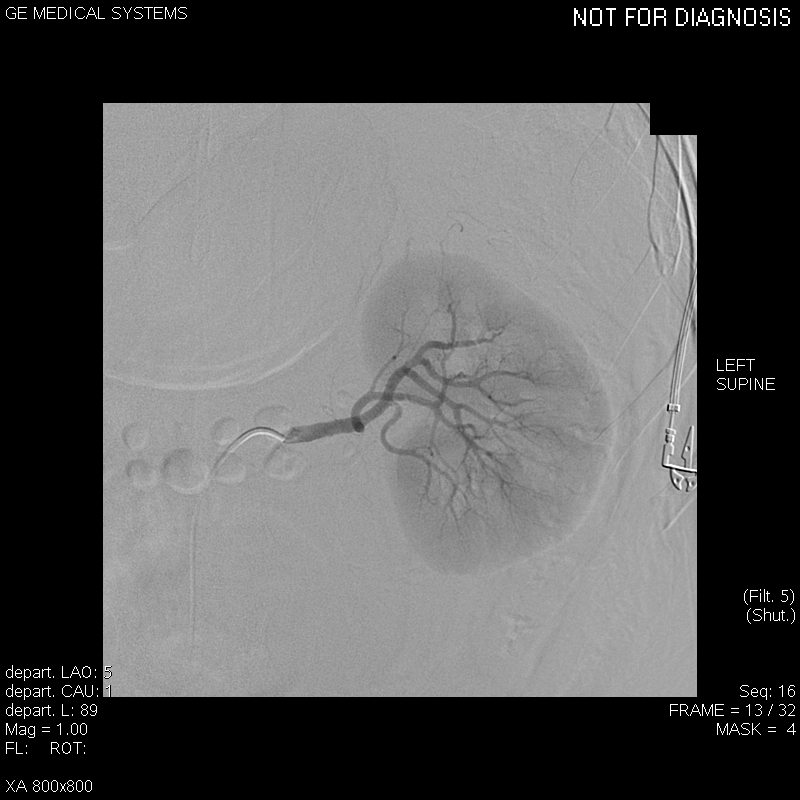 GE MEDICAL SYSTEMS
NOT FOR DIAGNOSIS
LEFT
SUPINE
(Filt. 5)
(Shut.)
depart. LAO: 5
depart. CAU: 1
depart. L: 89
Mag = 1.00
FL: ROT:
Seq: 16
FRAME = 13 / 32
MASK = 4
XA 800x800